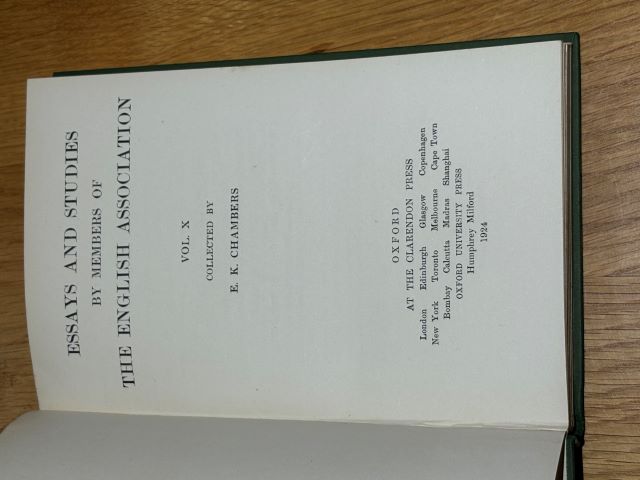 ESSAYS AND STUDIES
BY MEMBERS OF
THE ENGLISH ASSOCIATION
VOL. X
COLLECTED BY
E. K. CHAMBERS
OXFORD
AT THE CLARENDON PRESS
London Edinburgh Glasgow Copenhagen
New York Toronto Melbourne Cape Town
Bombay Calcutta Madras Shanghai
OXFORD UNIVERSITY PRESS
Humphrey Milford
1924